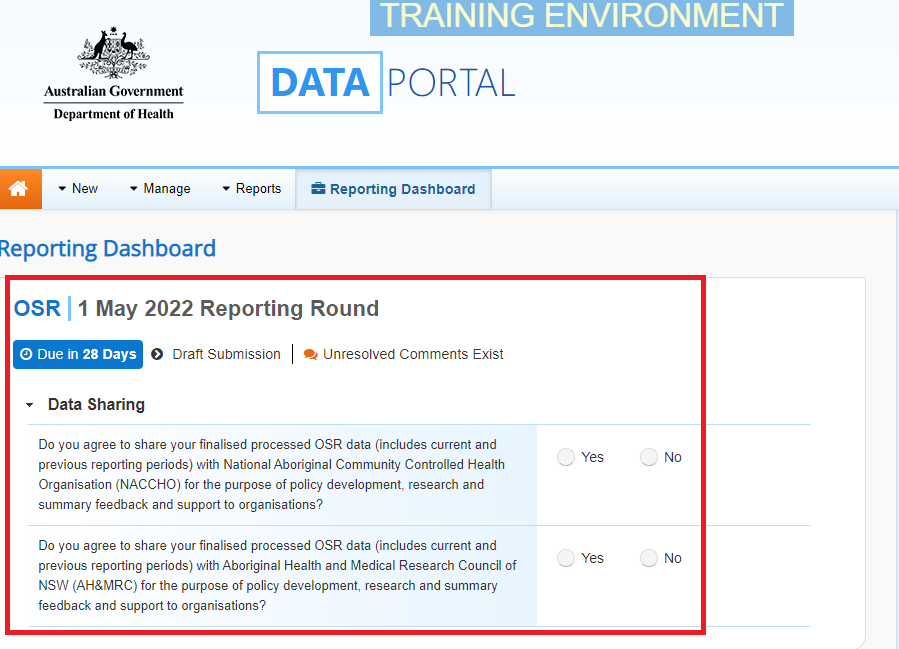 TRAINING ENVIRONMENT
Australian Government
Department of Health
DATA PORTAL
New Manage Reports Reporting Dashboard
Reporting Dashboard
OSR 1 May 2022 Reporting Round
Due in 28 Days Draft Submission Unresolved Comments Exist
Data Sharing
Do you agree to share your finalised processed OSR data (includes current and
previous reporting periods) with National Aboriginal Community Controlled Health
Organisation (NACCHO) for the purpose of policy development, research and
summary feedback and support to organisations?
Yes No
Do you agree to share your finalised processed OSR data (includes current and
previous reporting periods) with Aboriginal Health and Medical Research Council of
NSW (AH&MRC) for the purpose of policy development, research and summary
feedback and support to organisations?
Yes No